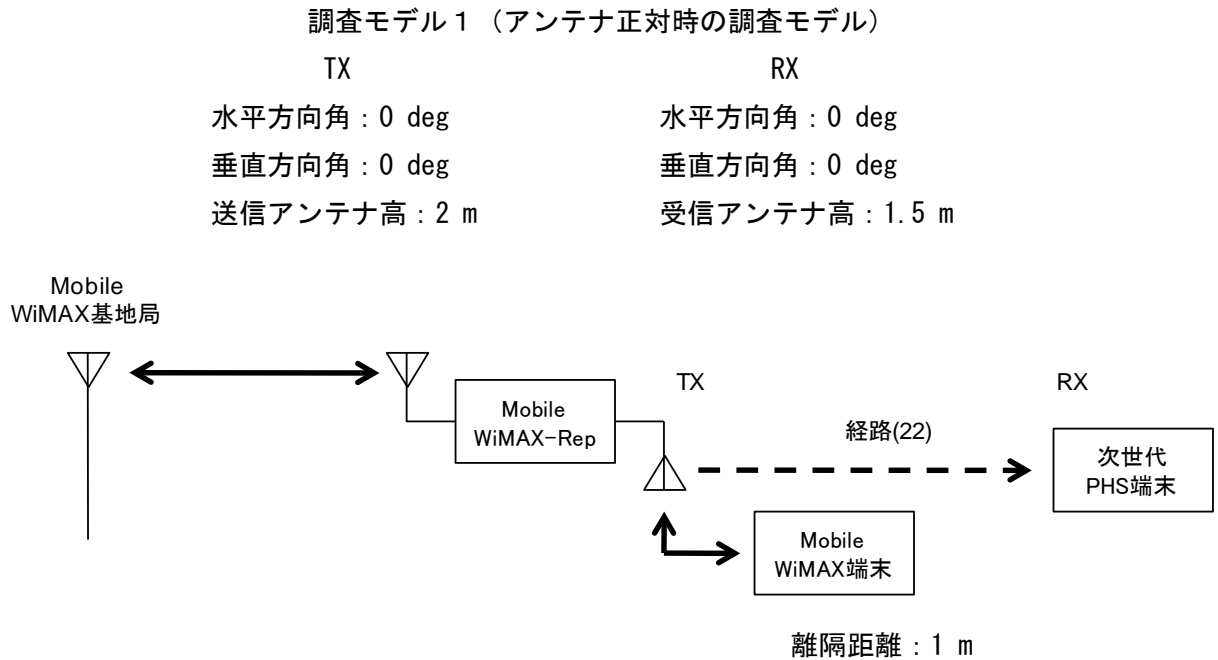 調査モデル１（アンテナ正対時の調査モデル）
TX
RX
水平方向角：0 deg
水平方向角：0 deg
垂直方向角：0 deg
垂直方向角：0 deg
送信アンテナ高：2 m
受信アンテナ高：1.5 m
Mobile
WiMAX基地局
Mobile
WiMAX-Rep
TX
経路(22)
RX
次世代
PHS端末
Mobile
WiMAX端末
離隔距離：1 m